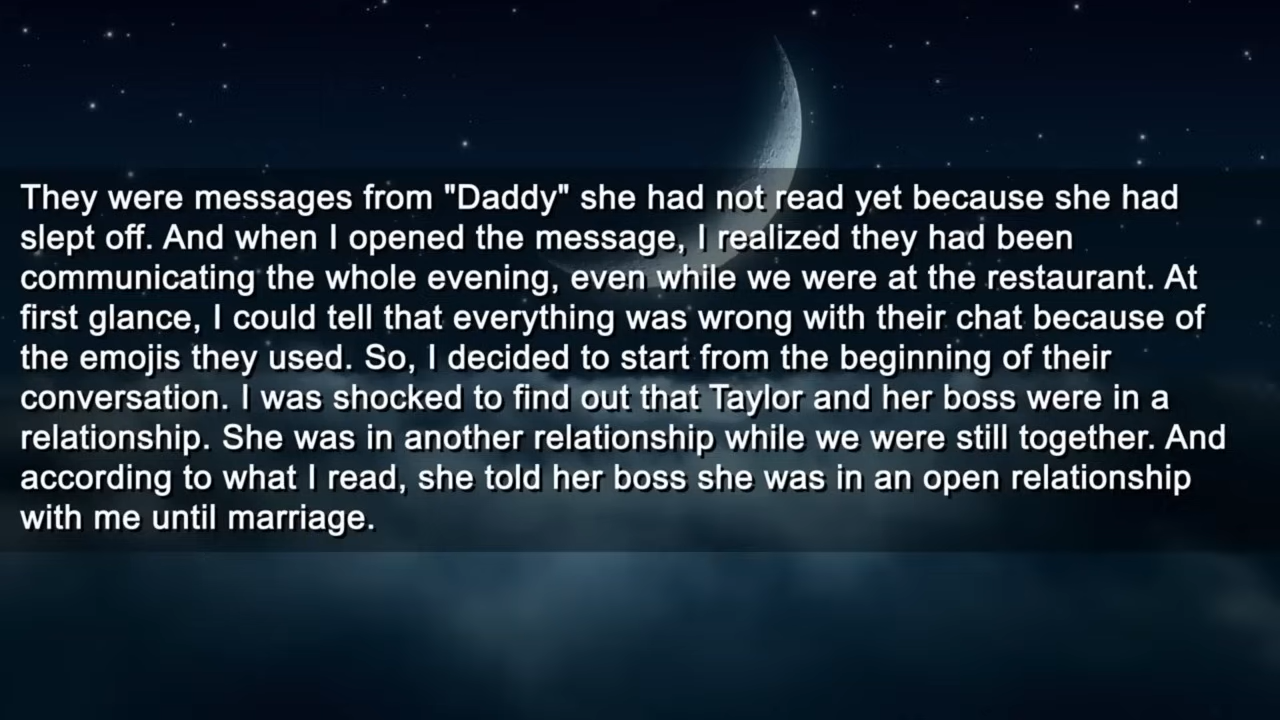 They were messages from "Daddy" she had not read yet because she had
slept off. And when I opened the message, I realized they had been
communicating the whole evening, even while we were at the restaurant. At
first glance, I could tell that everything was wrong with their chat because of
the emojis they used. So, I decided to start from the beginning of their
conversation. I was shocked to find out that Taylor and her boss were in a
relationship. She was in another relationship while we were still together. And
according to what I read, she told her boss she was in an open relationship
with me until marriage.